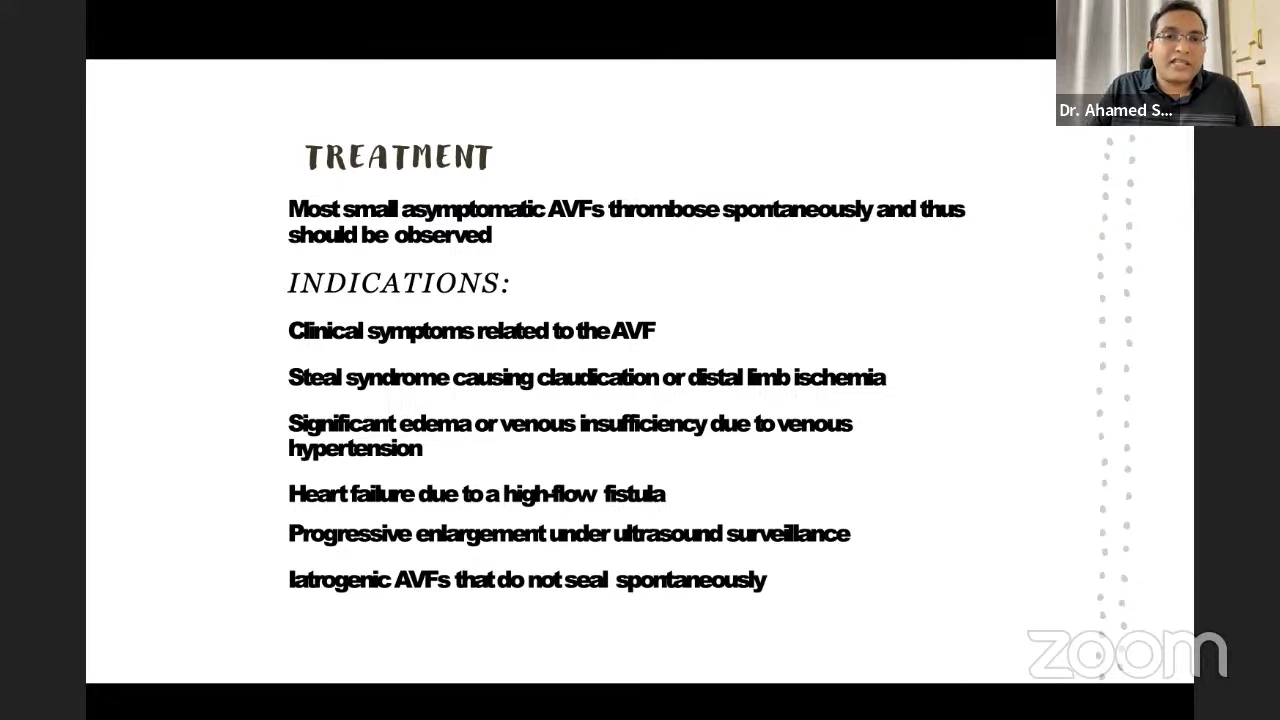 Dr. Ahamed S...
TREATMENT
Most small asymptomatic AVFs thrombose spontaneously and thus
should be observed
INDICATIONS:
Clinical symptoms related to the AVF
Steal syndrome causing claudication or distal limb ischemia
Significant edema or venous insufficiency due to venous
hypertension
Heart failure due to a high-flow fistula
Progressive enlargement under ultrasound surveillance
Iatrogenic AVFs that do not seal spontaneously
zoom